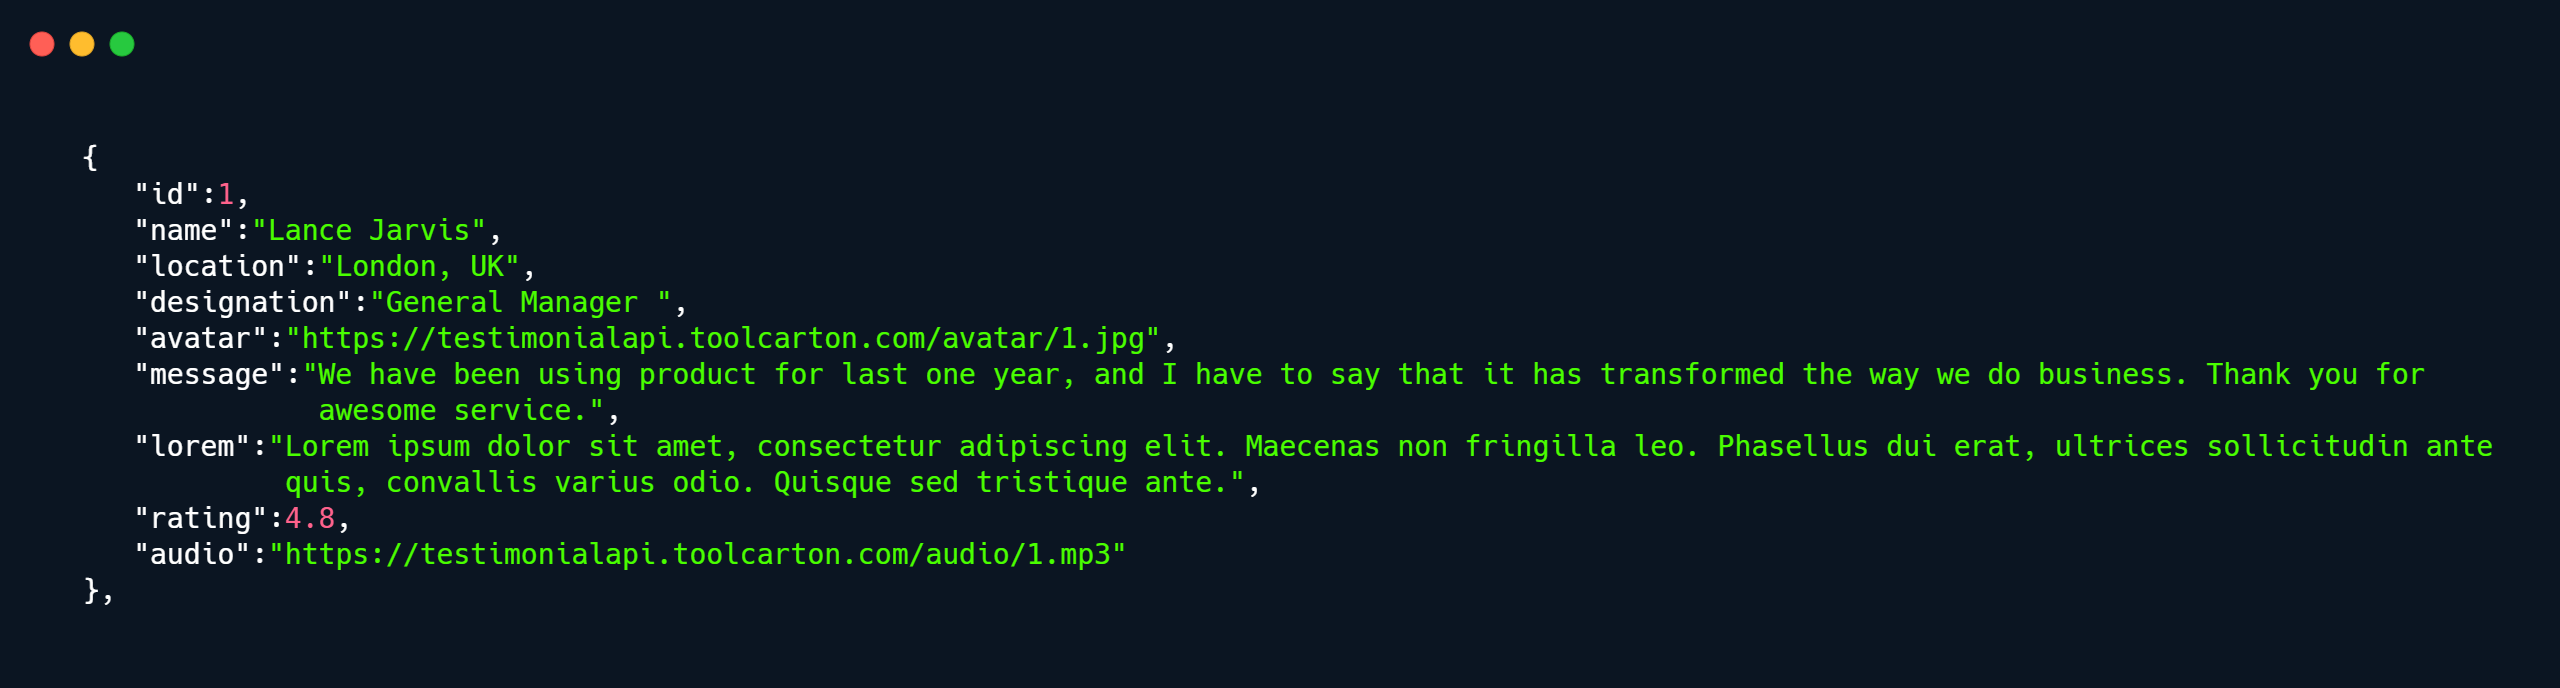 {
"id":1,
"name":"Lance Jarvis",
"location":"London, UK",
"designation":"General Manager ",
"avatar":"https://testimonialapi.toolcarton.com/avatar/1.jpg",
"message":"We have been using product for last one year, and I have to say that it has transformed the way we do business. Thank you for
awesome service.",
"lorem":"Lorem ipsum dolor sit amet, consectetur adipiscing elit. Maecenas non fringilla leo. Phasellus dui erat, ultrices sollicitudin ante
quis, convallis varius odio. Quisque sed tristique ante.",
"rating":4.8,
"audio":"https://testimonialapi.toolcarton.com/audio/1.mp3"
},